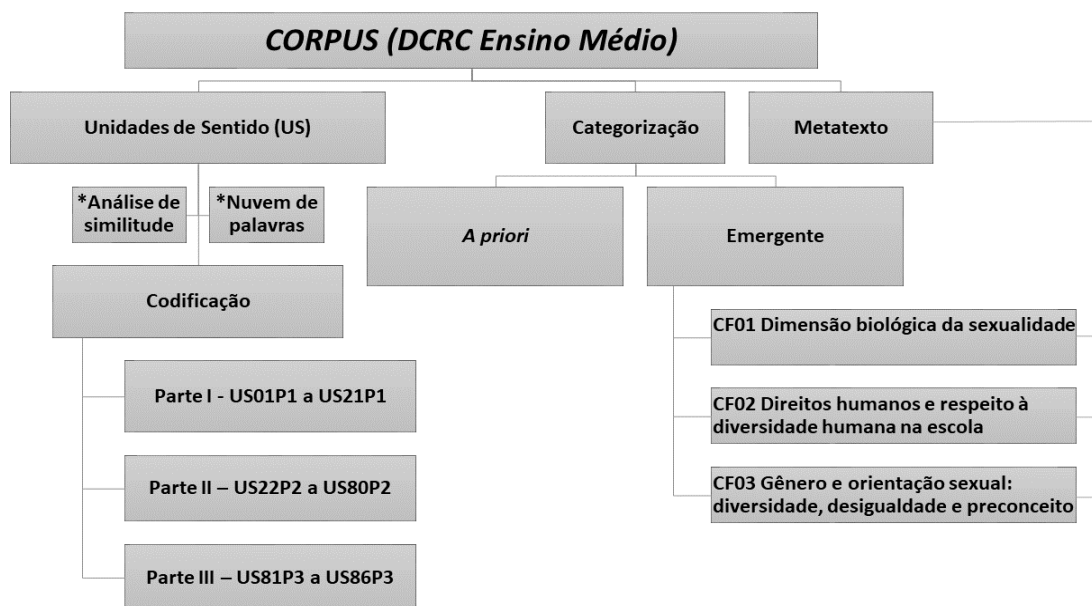 CORPUS (DCRC Ensino Médio)
Unidades de Sentido (US)
Categorização
Metatexto
*Análise de
similitude
*Nuvem de
palavras
A priori
Emergente
Codificação
CF01 Dimensão biológica da sexualidade
Parte I - US01P1 a US21P1
CF02 Direitos humanos e respeito à
diversidade humana na escola
Parte II – US22P2 a US80P2
CF03 Gênero e orientação sexual:
diversidade, desigualdade e preconceito
Parte III – US81P3 a US86P3